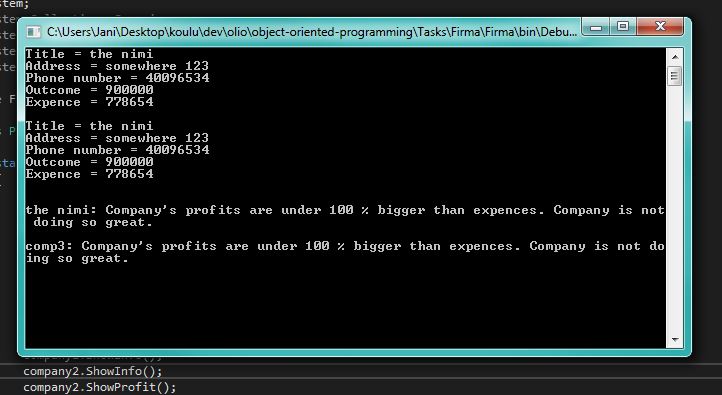 stem;
C:\Users\Jani\Desktop\koulu\dev\olio\object-oriented-programming\Tasks\Firma\Firma\bin\Debu...
Title = the nimi
Address = somewhere 123
Phone number = 40096534
Outcome = 900000
Expence = 778654
Title = the nimi
Address = somewhere 123
Phone number = 40096534
Outcome = 900000
Expence = 778654
the nimi: Company's profits are under 100 % bigger than expences. Company is not
doing so great.
comp3: Company's profits are under 100 % bigger than expences. Company is not do
ing so great.
company2.ShowInfo();
company2.ShowProfit();